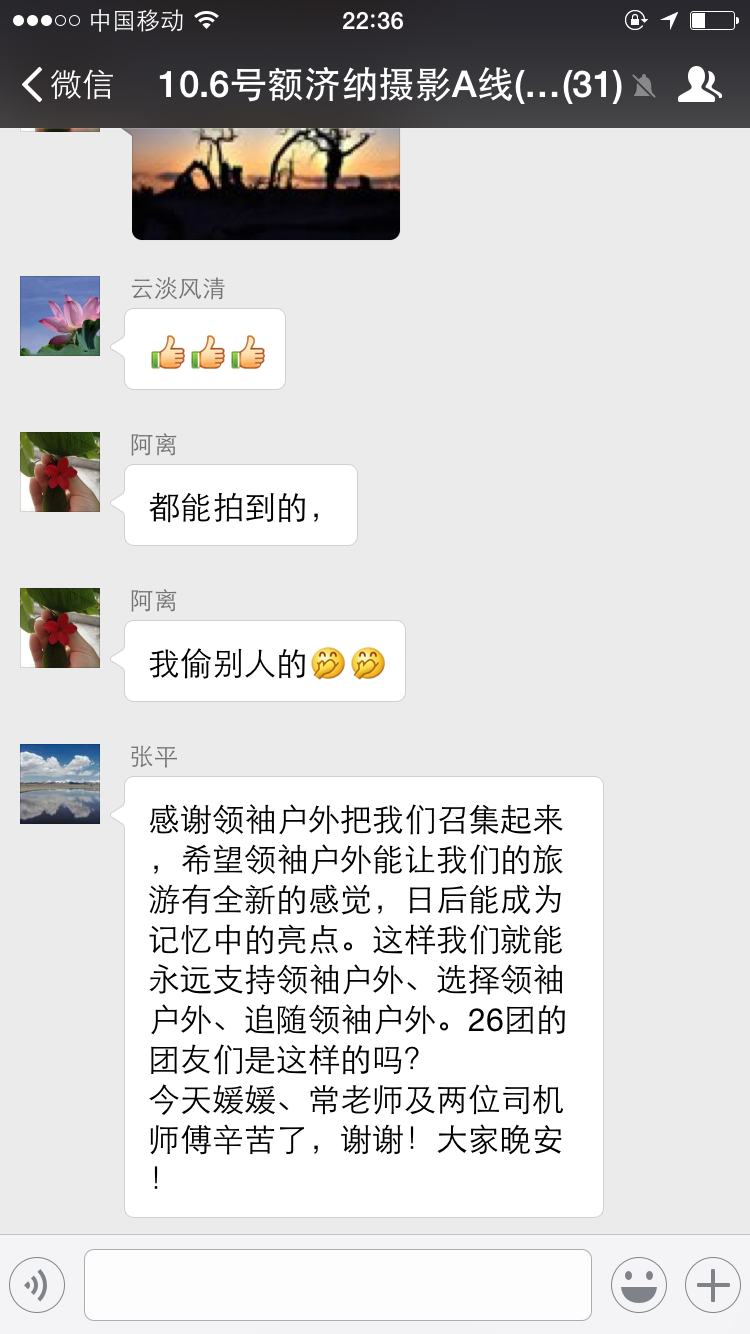 中国移动 22:36
微信 10.6号额济纳摄影A线(...(31)
云淡风清
阿离
都能拍到的，
阿离
我偷别人的
张平
感谢领袖户外把我们召集起来
，希望领袖户外能让我们的旅
游有全新的感觉，日后能成为
记忆中的亮点。这样我们就能
永远支持领袖户外、选择领袖
户外、追随领袖户外。26团的
团友们是这样的吗？
今天媛媛、常老师及两位司机
师傅辛苦了，谢谢！大家晚安
！